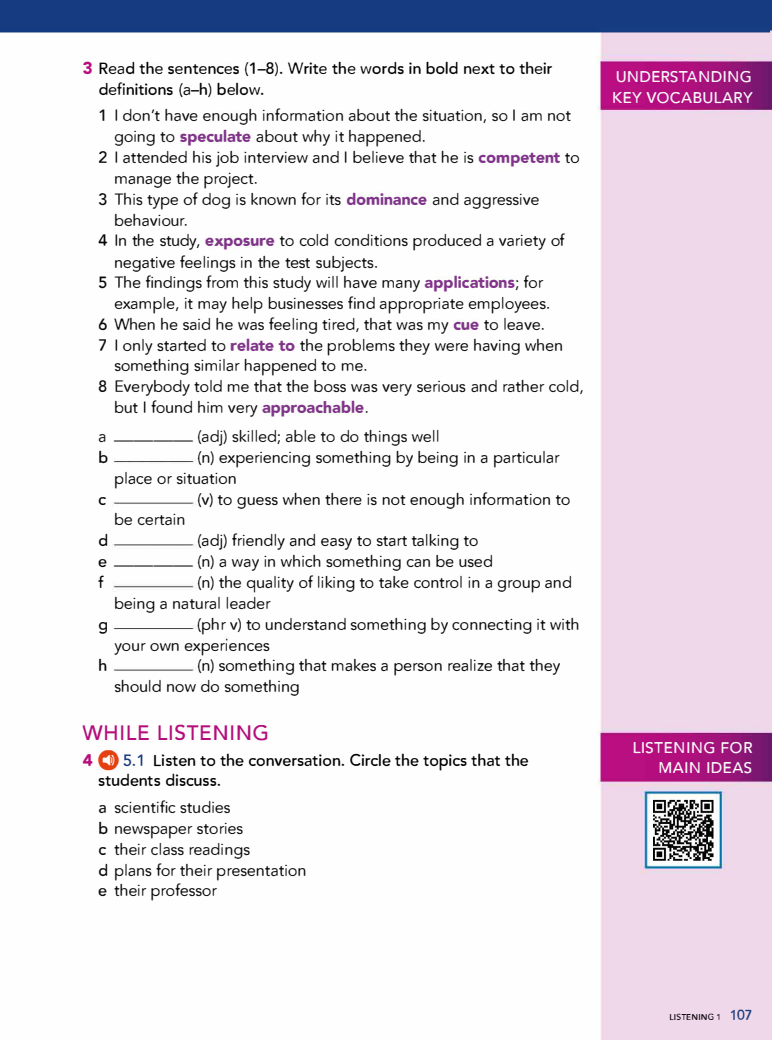 3 Read the sentences (1–8). Write the words in bold next to their
definitions (a–h) below.
1 I don't have enough information about the situation, so I am not
going to speculate about why it happened.
2 I attended his job interview and I believe that he is competent to
manage the project.
3 This type of dog is known for its dominance and aggressive
behaviour.
4 In the study, exposure to cold conditions produced a variety of
negative feelings in the test subjects.
5 The findings from this study will have many applications; for
example, it may help businesses find appropriate employees.
6 When he said he was feeling tired, that was my cue to leave.
7 I only started to relate to the problems they were having when
something similar happened to me.
8 Everybody told me that the boss was very serious and rather cold,
but I found him very approachable.
a __________ (adj) skilled; able to do things well
b __________ (n) experiencing something by being in a particular
place or situation
c __________ (v) to guess when there is not enough information to
be certain
d __________ (adj) friendly and easy to start talking to
e __________ (n) a way in which something can be used
f __________ (n) the quality of liking to take control in a group and
being a natural leader
g __________ (phr v) to understand something by connecting it with
your own experiences
h __________ (n) something that makes a person realize that they
should now do something
UNDERSTANDING
KEY VOCABULARY
WHILE LISTENING
4 5.1 Listen to the conversation. Circle the topics that the
students discuss.
a scientific studies
b newspaper stories
c their class readings
d plans for their presentation
e their professor
LISTENING FOR
MAIN IDEAS
LISTENING 1 107